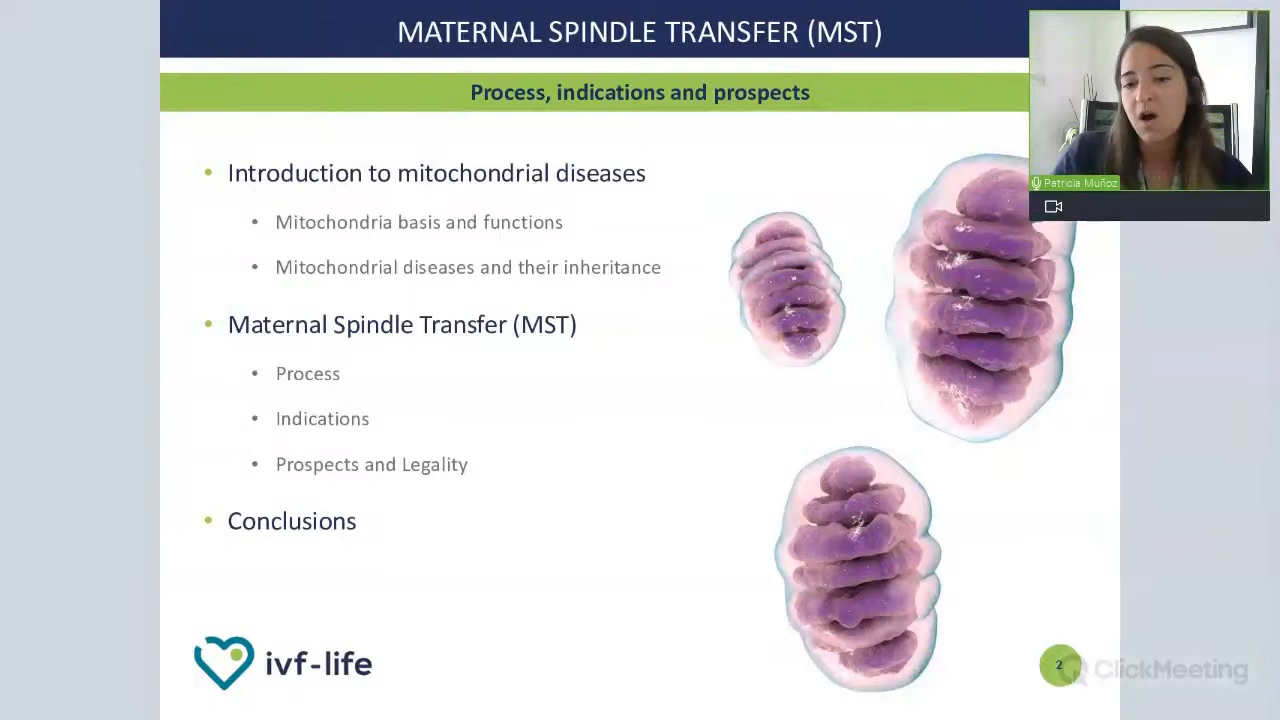 MATERNAL SPINDLE TRANSFER (MST)
Process, indications and prospects
Patricia Muñoz
• Introduction to mitochondrial diseases
• Mitochondria basis and functions
• Mitochondrial diseases and their inheritance
• Maternal Spindle Transfer (MST)
• Process
• Indications
• Prospects and Legality
• Conclusions
ivf-life
2
ClickMeeting